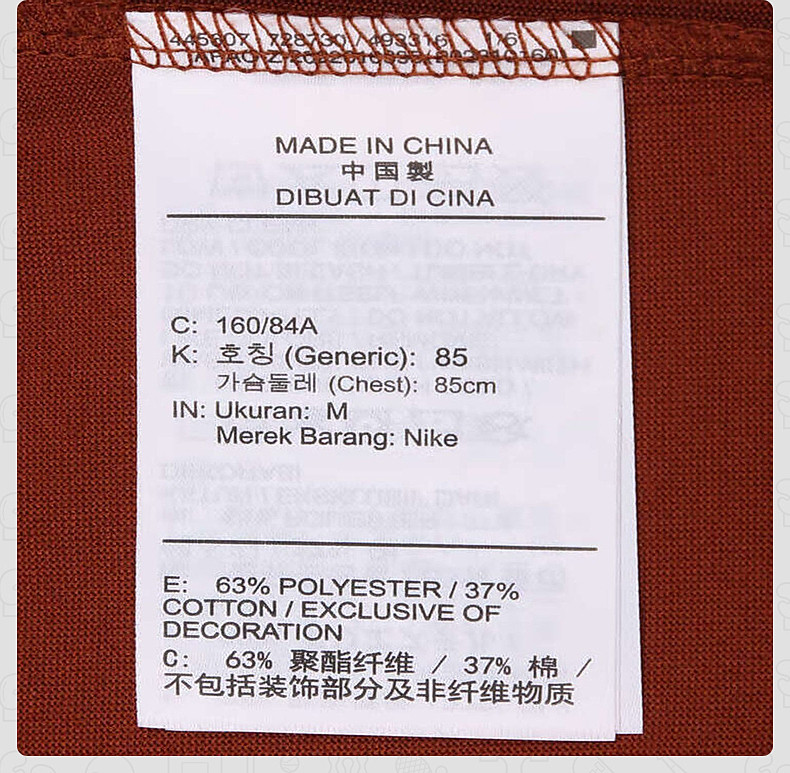 MADE IN CHINA
中国製
DIBUAT DI CINA
C: 160/84A
K: 호칭 (Generic): 85
가슴둘레 (Chest): 85cm
IN: Ukuran: M
Merek Barang: Nike
E: 63% POLYESTER / 37%
COTTON / EXCLUSIVE OF
DECORATION
C: 63% 聚酯纤维 / 37% 棉 /
不包括装饰部分及非纤维物质